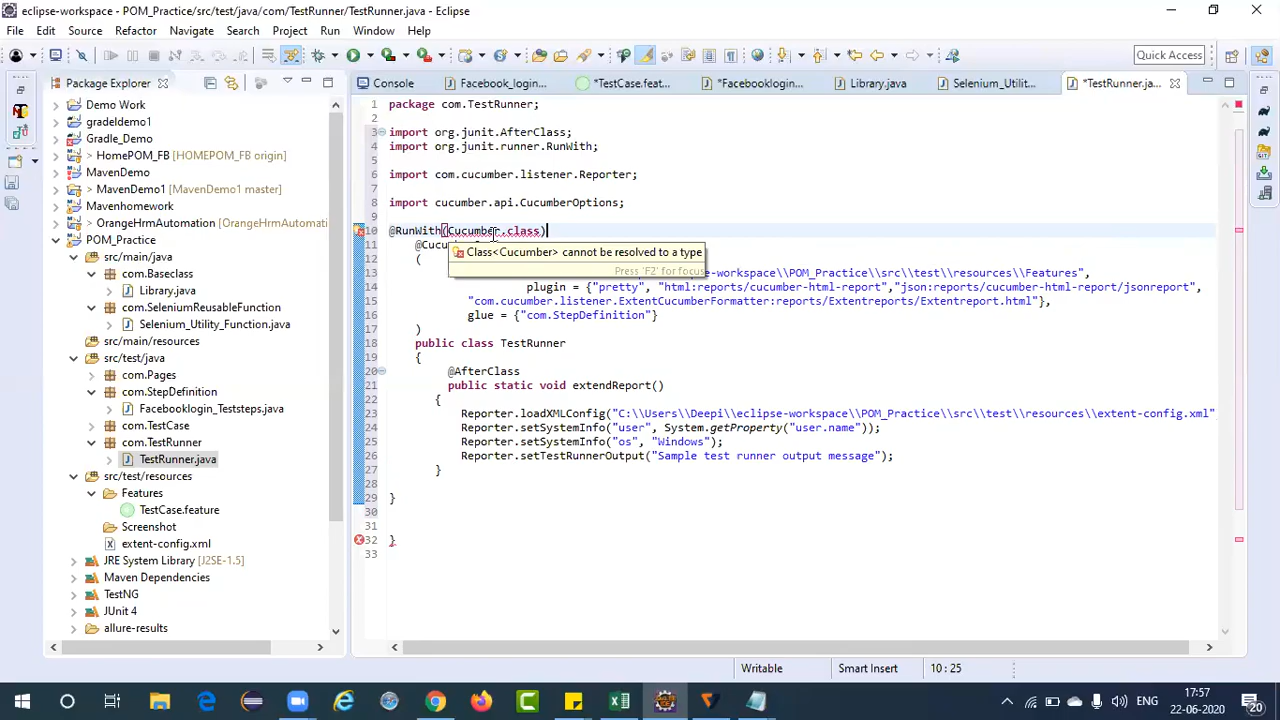 eclipse-workspace - POM_Practice/src/test/java/com/TestRunner/TestRunner.java - Eclipse
File Edit Source Refactor Navigate Search Project Run Window Help
Quick Access
Package Explorer
Console Facebook_login... *TestCase.feat... *Facebooklogin... Library.java Selenium_Utilit... *TestRunner.ja...
Demo Work
gradeldemo1
Gradle_Demo
> HomePOM_FB [HOMEPOM_FB origin]
MavenDemo
> MavenDemo1 [MavenDemo1 master]
Mavenhomework
> OrangeHrmAutomation (OrangeHrmAutomati
POM_Practice
src/main/java
com.Baseclass
Library.java
com.SeleniumReusableFunction
Selenium_Utility_Function.java
src/main/resources
src/test/java
com.Pages
com.StepDefinition
Facebooklogin_Teststeps.java
com.TestCase
com.TestRunner
TestRunner.java
src/test/resources
Features
TestCase.feature
Screenshot
extent-config.xml
JRE System Library [J2SE-1.5]
Maven Dependencies
TestNG
JUnit 4
allure-results
1 package com.TestRunner;
2
3 import org.junit.AfterClass;
4 import org.junit.runner.RunWith;
5
6 import com.cucumber.listener.Reporter;
7
8 import cucumber.api.CucumberOptions;
9
10 @RunWith(Cucumber.class)
11 @Cucu
Class<Cucumber> cannot be resolved to a type
Press 'F2' for focus
12 (
13 -workspace\\POM_Practice\\src\\test\\resources\\Features",
14 plugin = {"pretty", "html:reports/cucumber-html-report","json:reports/cucumber-html-report/jsonreport",
15 "com.cucumber.listener.ExtentCucumberFormatter:reports/Extentreports/Extentreport.html"},
16 glue = {"com.StepDefinition"}
17 )
18 public class TestRunner
19 {
20 @AfterClass
21 public static void extendReport()
22 {
23 Reporter.loadXMLConfig("C:\\Users\\Deepi\\eclipse-workspace\\POM_Practice\\src\\test\\resources\\extent-config.xml"
24 Reporter.setSystemInfo("user", System.getProperty("user.name"));
25 Reporter.setSystemInfo("os", "Windows");
26 Reporter.setTestRunnerOutput("Sample test runner output message");
27 }
28
29 }
30
31
32 }
33
Writable Smart Insert 10 : 25
ENG
17:57
22-06-2020
20